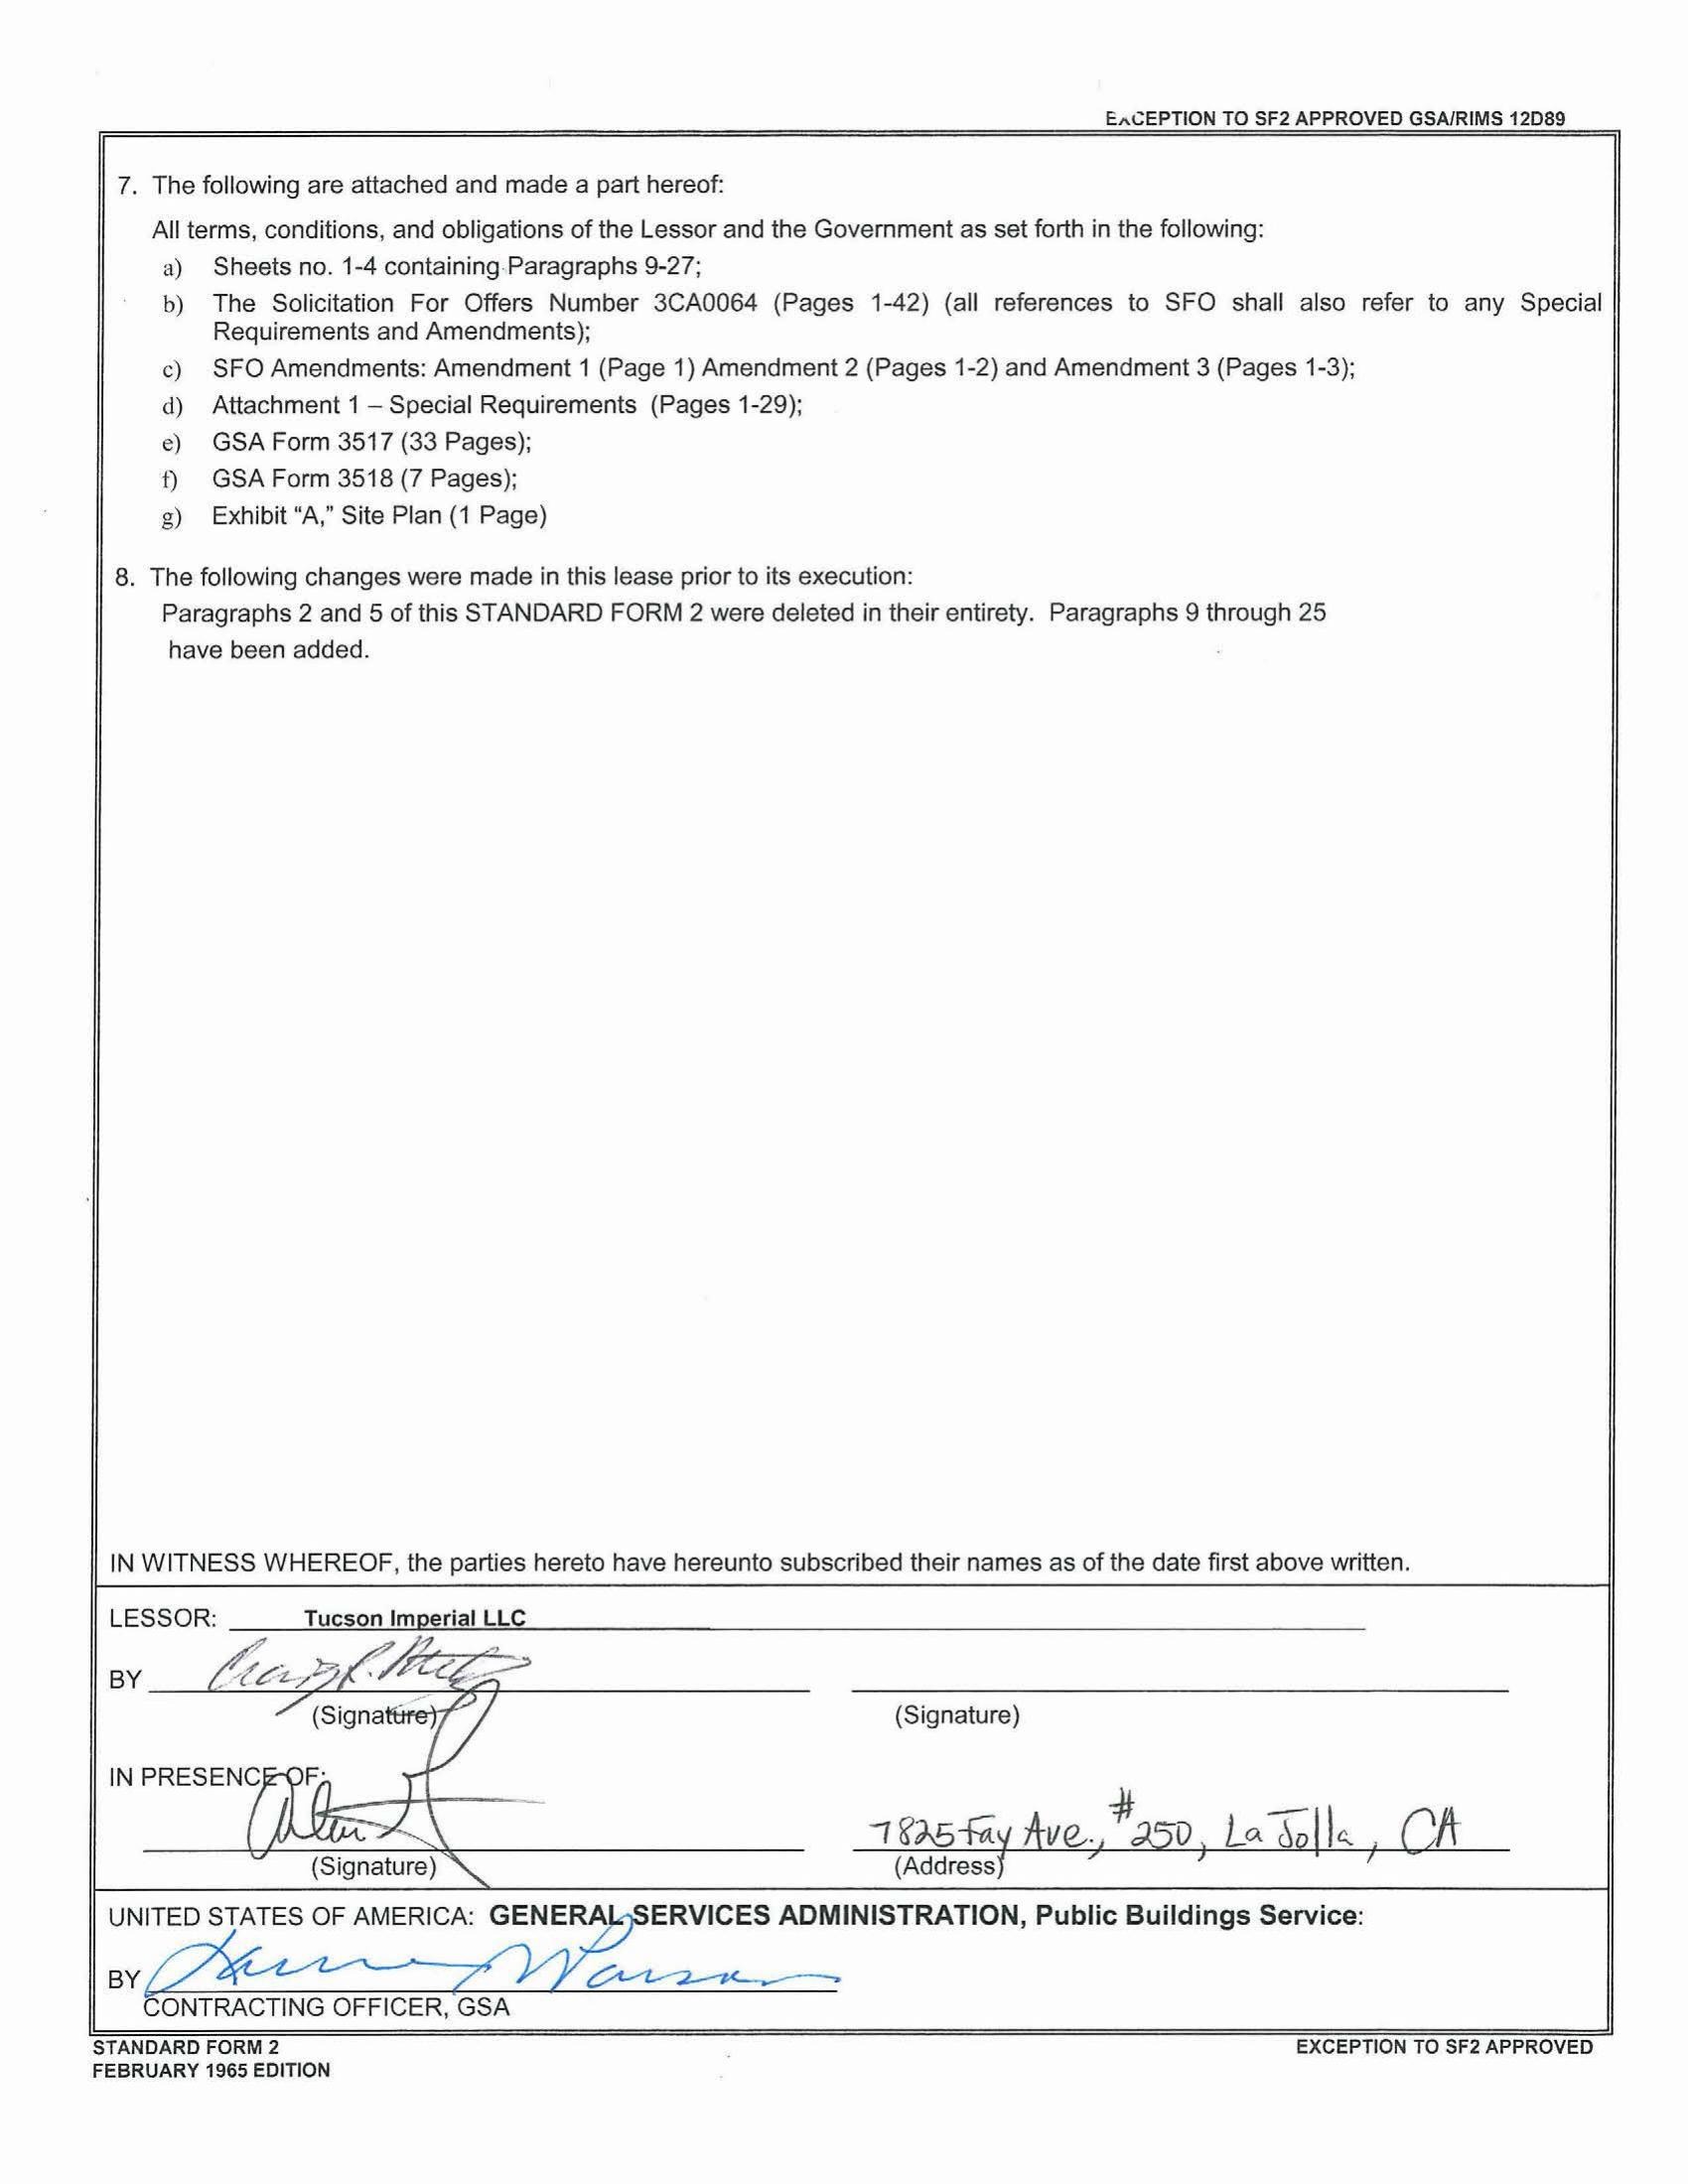 EXCEPTION TO SF2 APPROVED GSA/RIMS 12D89
7. The following are attached and made a part hereof:
All terms, conditions, and obligations of the Lessor and the Government as set forth in the following:
a) Sheets no. 1-4 containing Paragraphs 9-27;
b) The Solicitation For Offers Number 3CA0064 (Pages 1-42) (all references to SFO shall also refer to any Special
Requirements and Amendments);
c) SFO Amendments: Amendment 1 (Page 1) Amendment 2 (Pages 1-2) and Amendment 3 (Pages 1-3);
d) Attachment 1 – Special Requirements (Pages 1-29);
e) GSA Form 3517 (33 Pages);
f) GSA Form 3518 (7 Pages);
g) Exhibit “A,” Site Plan (1 Page)
8. The following changes were made in this lease prior to its execution:
Paragraphs 2 and 5 of this STANDARD FORM 2 were deleted in their entirety. Paragraphs 9 through 25
have been added.
IN WITNESS WHEREOF, the parties hereto have hereunto subscribed their names as of the date first above written.
LESSOR: Tucson Imperial LLC
BY
(Signature) (Signature)
IN PRESENCE OF:
7825 Fay Ave., #250, La Jolla, CA
(Signature) (Address)
UNITED STATES OF AMERICA: GENERAL SERVICES ADMINISTRATION, Public Buildings Service:
BY
CONTRACTING OFFICER, GSA
STANDARD FORM 2 EXCEPTION TO SF2 APPROVED
FEBRUARY 1965 EDITION